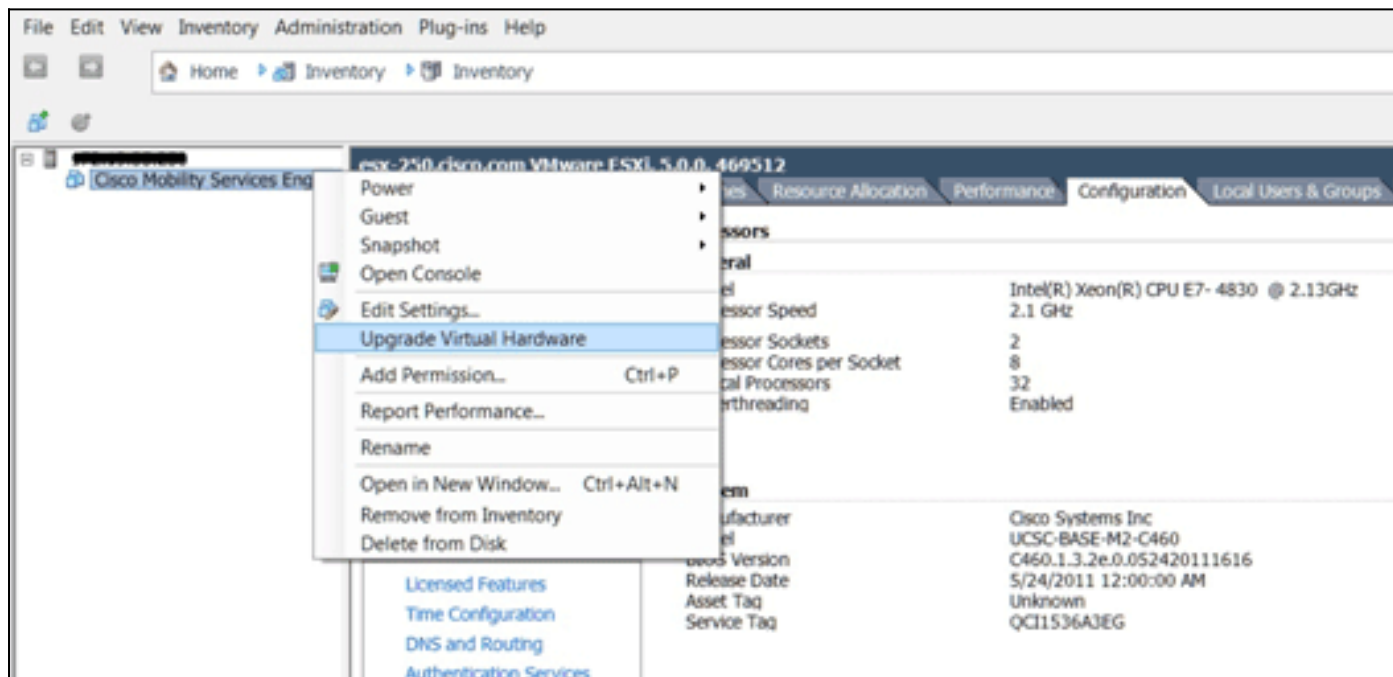 File Edit View Inventory Administration Plug-ins Help
Home Inventory Inventory
esx-250.cisco.com VMware ESXi, 5.0.0, 469512
Cisco Mobility Services Eng
Resource Allocation Performance Configuration Local Users & Groups
Power
Guest
Snapshot
Open Console
Edit Settings...
Upgrade Virtual Hardware
Add Permission... Ctrl+P
Report Performance...
Rename
Open in New Window... Ctrl+Alt+N
Remove from Inventory
Delete from Disk
Licensed Features
Time Configuration
DNS and Routing
Authentication Services
ssors
eral
el Intel(R) Xeon(R) CPU E7- 4830 @ 2.13GHz
essor Speed 2.1 GHz
essor Sockets 2
essor Cores per Socket 8
cal Processors 32
erthreading Enabled
em
ufacturer Cisco Systems Inc
el UCSC-BASE-M2-C460
BIOS Version C460.1.3.2e.0.052420111616
Release Date 5/24/2011 12:00:00 AM
Asset Tag Unknown
Service Tag QCI1536A3EG